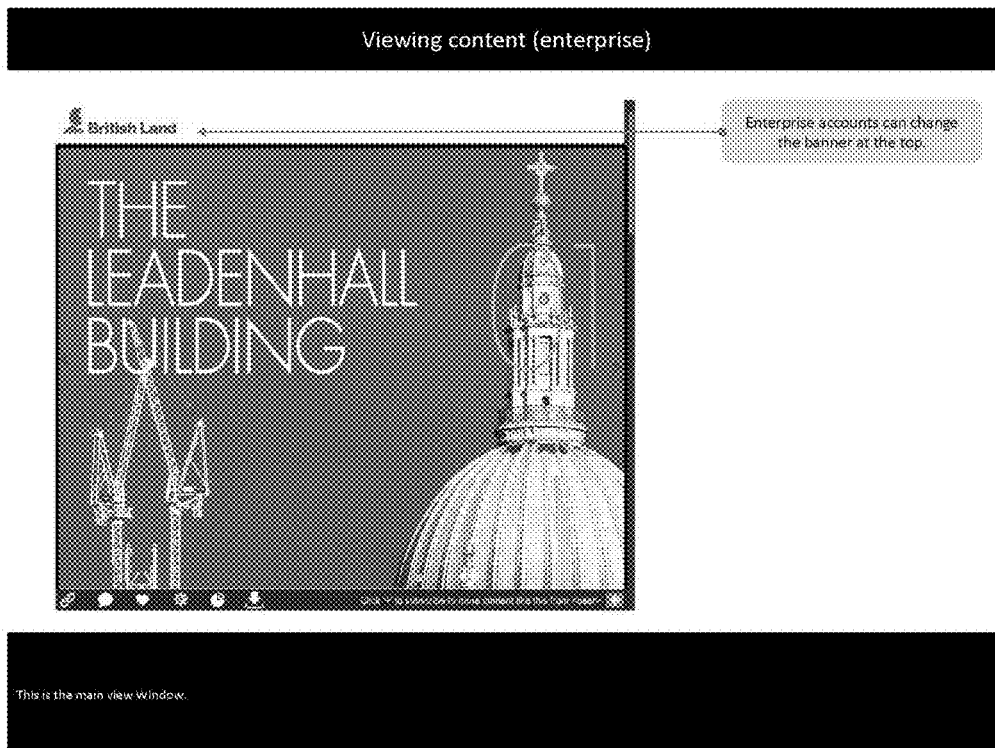 Viewing content (enterprise)
British Land
Enterprise accounts can change
the banner at the top.
THE
LEADENHALL
BUILDING
This is the main view Window.